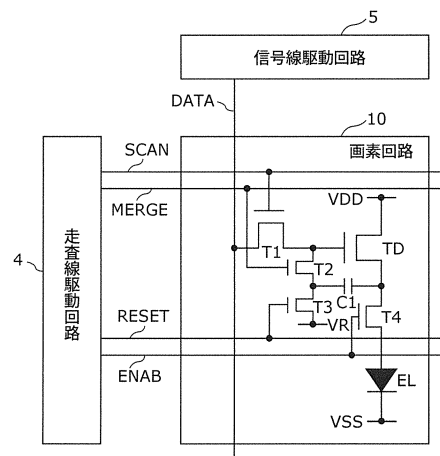 5
信号線駆動回路
DATA
10
SCAN
画素回路
MERGE
VDD
4
走査線駆動回路
T1
TD
T2
C1
T3
T4
RESET
VR
ENAB
EL
VSS